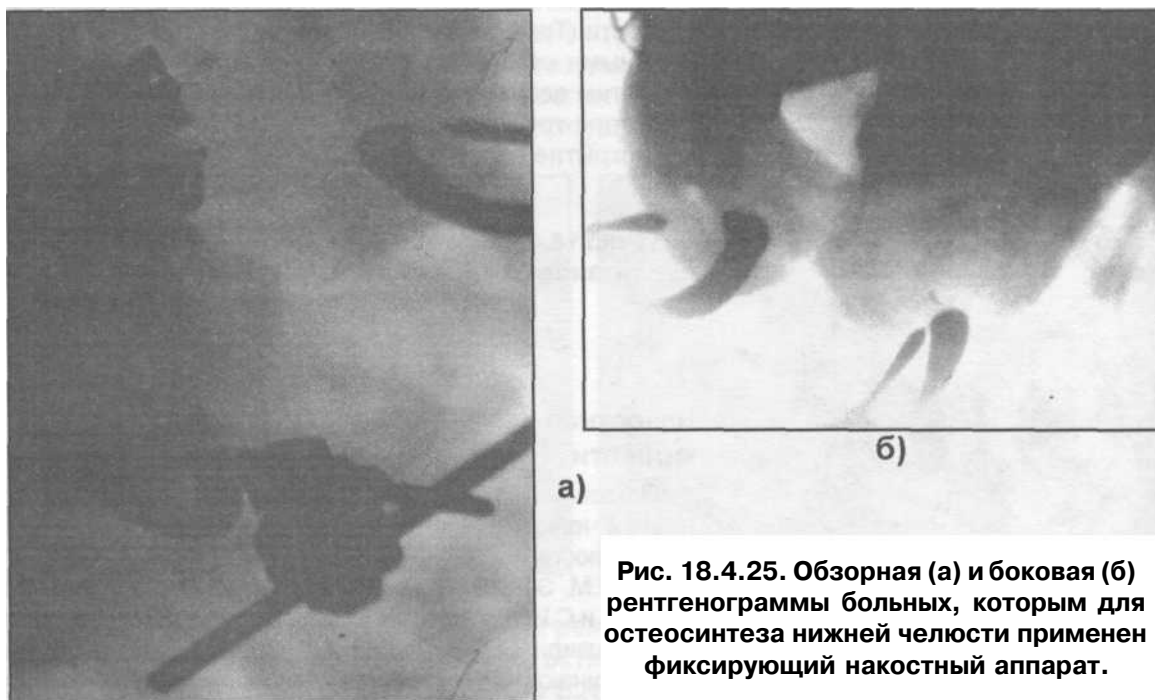 а)
б)
Рис. 18.4.25. Обзорная (а) и боковая (б)
рентгенограммы больных, которым для
остеосинтеза нижней челюсти применен
фиксирующий накостный аппарат.